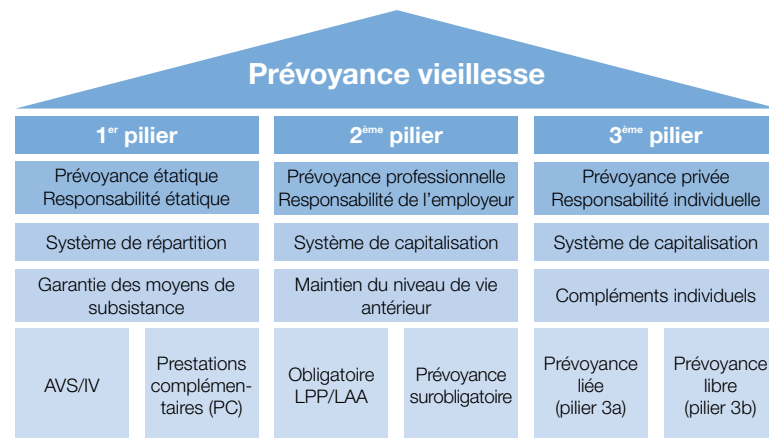 Prévoyance vieillesse
1er pilier
2ème pilier
3ème pilier
Prévoyance étatique
Responsabilité étatique
Prévoyance professionnelle
Responsabilité de l'employeur
Prévoyance privée
Responsabilité individuelle
Système de répartition
Système de capitalisation
Système de capitalisation
Garantie des moyens de
subsistance
Maintien du niveau de vie
antérieur
Compléments individuels
AVS/IV
Prestations
complémen-
taires (PC)
Obligatoire
LPP/LAA
Prévoyance
surobligatoire
Prévoyance
liée
(pilier 3a)
Prévoyance
libre
(pilier 3b)